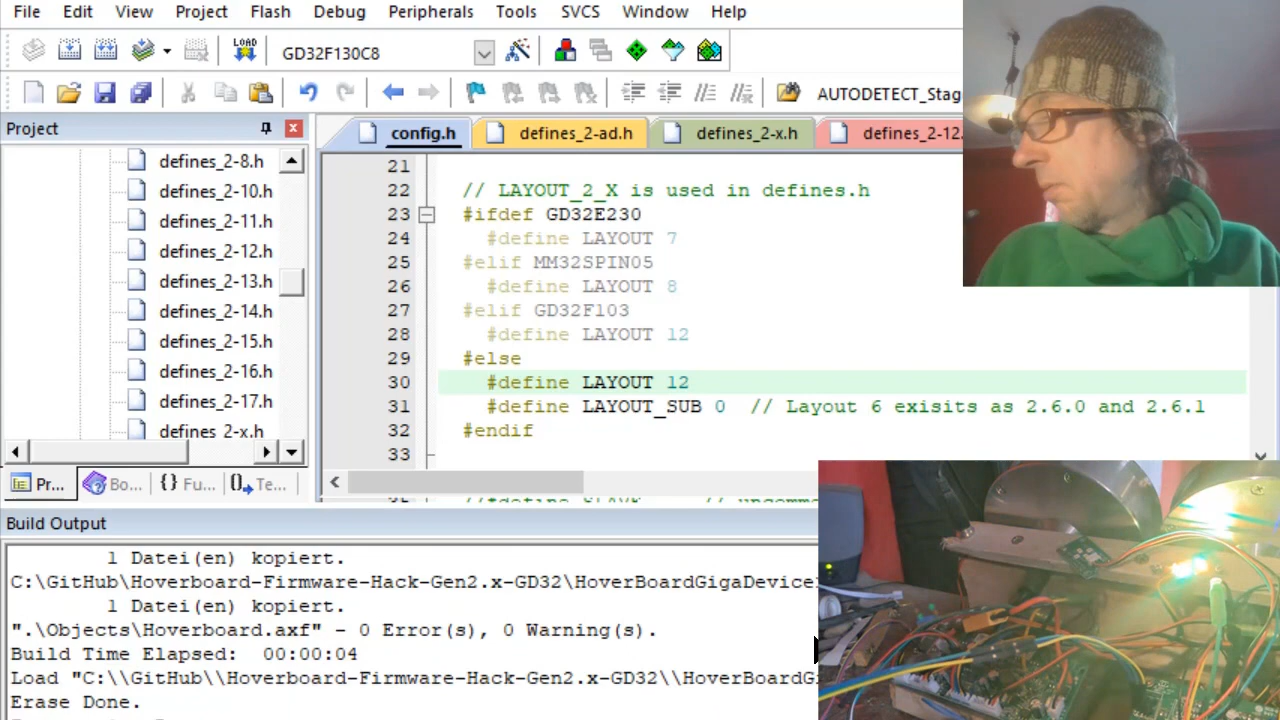 File Edit View Project Flash Debug Peripherals Tools SVCS Window Help
LOAD GD32F130C8
AUTODETECT_Stag
Project
config.h defines_2-ad.h defines_2-x.h defines_2-12.
defines_2-8.h
defines_2-10.h
defines_2-11.h
defines_2-12.h
defines_2-13.h
defines_2-14.h
defines_2-15.h
defines_2-16.h
defines_2-17.h
defines_2-x.h
Pr... Bo... {} Fu... Te...
21
22 // LAYOUT_2_X is used in defines.h
23 #ifdef GD32E230
24 #define LAYOUT 7
25 #elif MM32SPIN05
26 #define LAYOUT 8
27 #elif GD32F103
28 #define LAYOUT 12
29 #else
30 #define LAYOUT 12
31 #define LAYOUT_SUB 0 // Layout 6 exisits as 2.6.0 and 2.6.1
32 #endif
33
Build Output
1 Datei(en) kopiert.
C:\GitHub\Hoverboard-Firmware-Hack-Gen2.x-GD32\HoverBoardGigaDevice
1 Datei(en) kopiert.
".\Objects\Hoverboard.axf" - 0 Error(s), 0 Warning(s).
Build Time Elapsed: 00:00:04
Load "C:\\GitHub\\Hoverboard-Firmware-Hack-Gen2.x-GD32\\HoverBoardG
Erase Done.